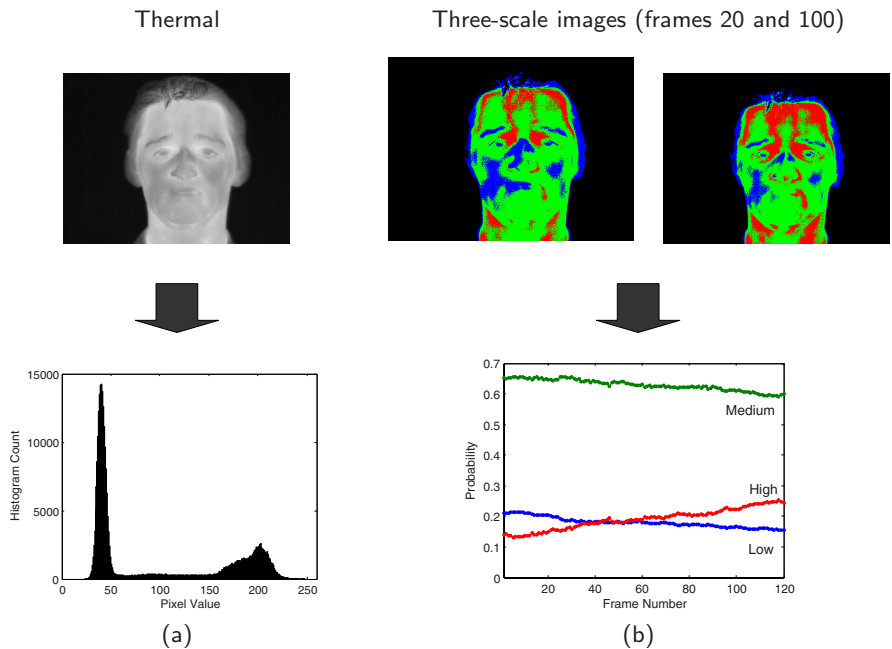 Thermal
Three-scale images (frames 20 and 100)
15000
10000
5000
0
Histogram Count
0 50 100 150 200 250
Pixel Value
(a)
0.7
0.6
0.5
0.4
0.3
0.2
0.1
0
Probability
Medium
High
Low
20 40 60 80 100 120
Frame Number
(b)